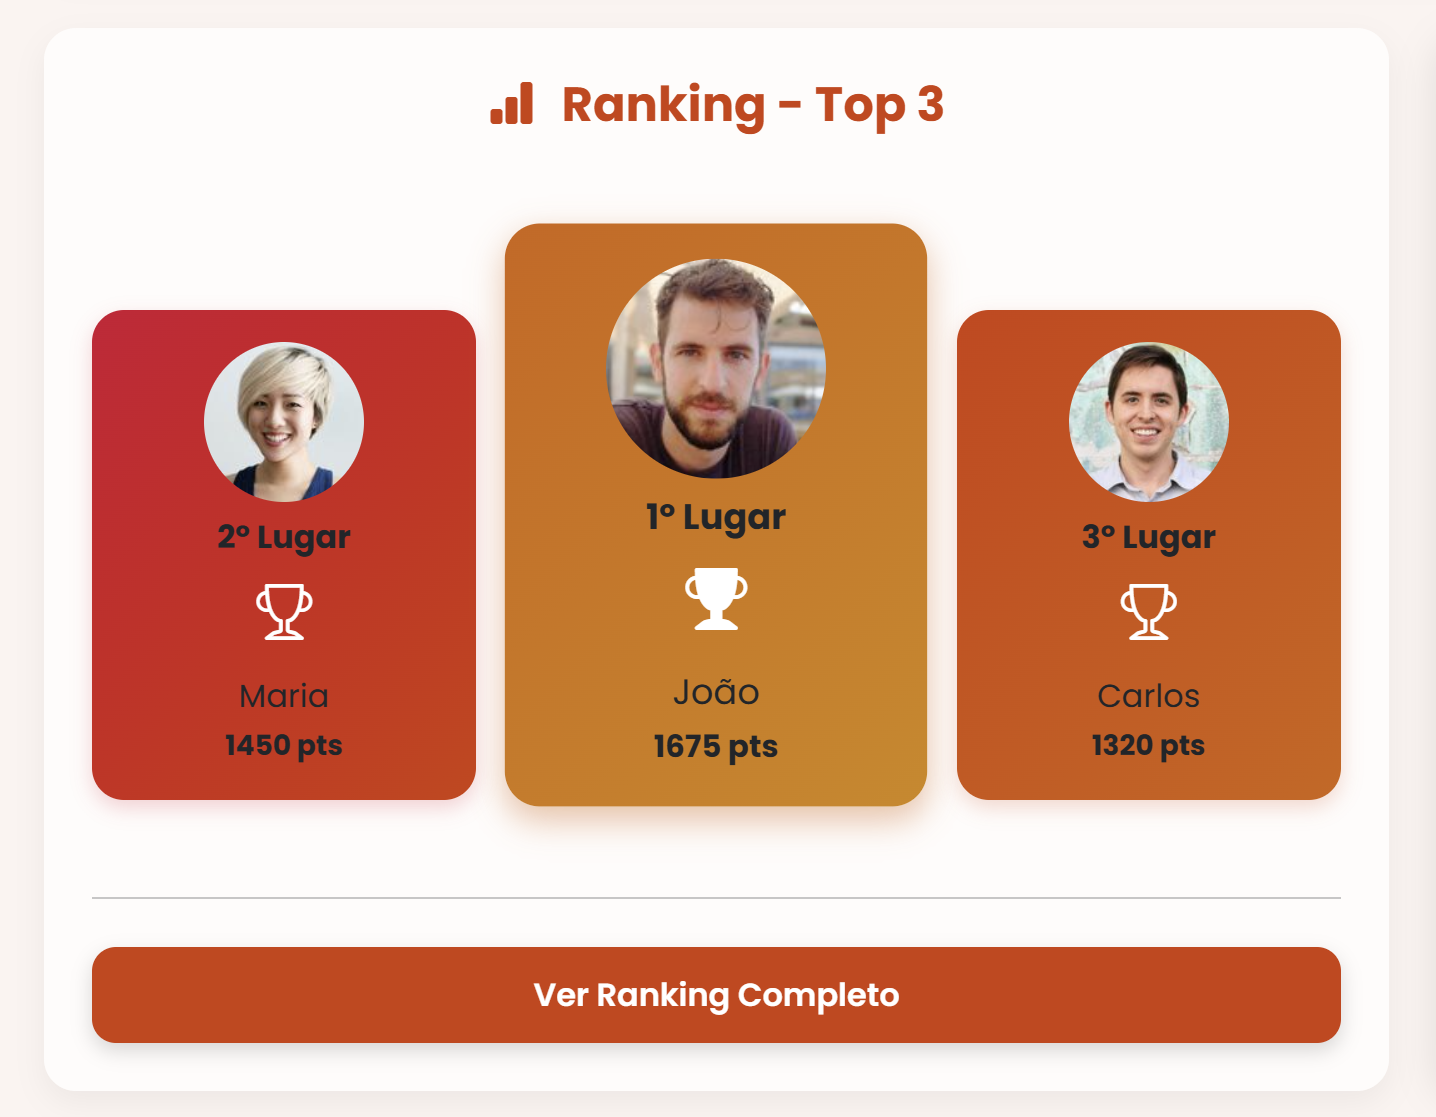 Ranking - Top 3
2º Lugar
Maria
1450 pts
1º Lugar
João
1675 pts
3º Lugar
Carlos
1320 pts
Ver Ranking Completo